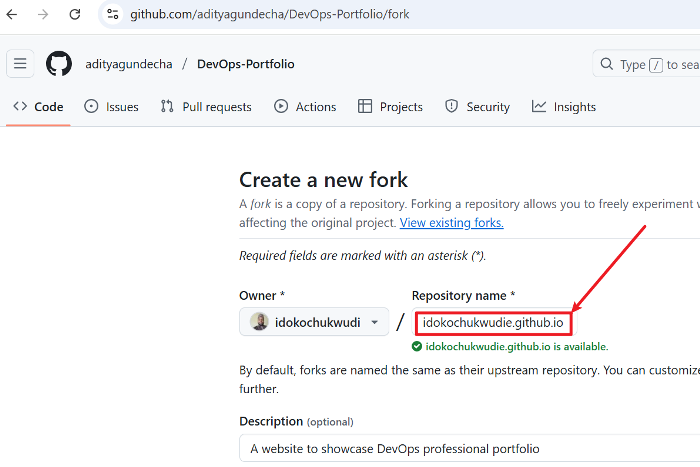 github.com/adityagundecha/DevOps-Portfolio/fork
adityagundecha / DevOps-Portfolio
Type / to sea
Code Issues Pull requests Actions Projects Security Insights
Create a new fork
A fork is a copy of a repository. Forking a repository allows you to freely experiment w
affecting the original project. View existing forks.
Required fields are marked with an asterisk (*).
Owner * Repository name *
idokochukwudi / idokochukwudie.github.io
idokochukwudie.github.io is available.
By default, forks are named the same as their upstream repository. You can customize
further.
Description (optional)
A website to showcase DevOps professional portfolio